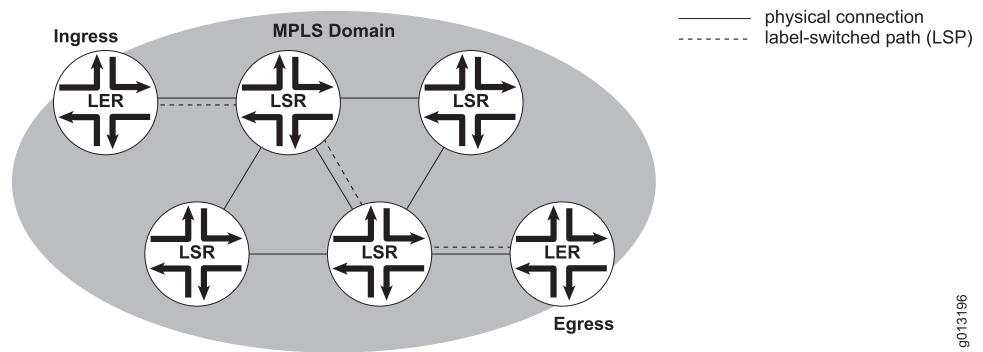 physical connection
label-switched path (LSP)
Ingress
MPLS Domain
LER
LSR
LSR
LSR
LSR
LER
Egress
g013196